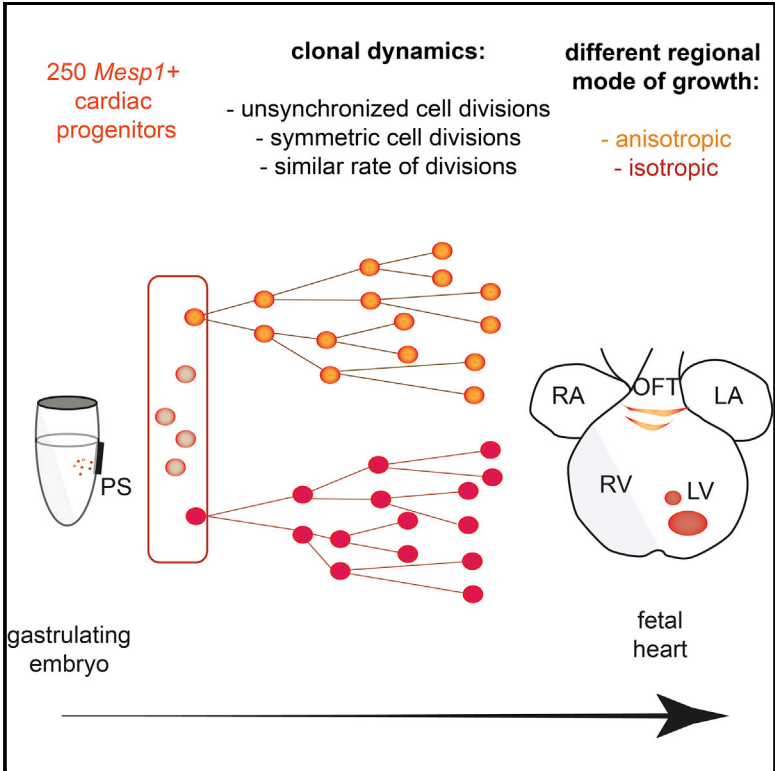 250 Mesp1+
cardiac
progenitors
clonal dynamics:
- unsynchronized cell divisions
- symmetric cell divisions
- similar rate of divisions
different regional
mode of growth:
- anisotropic
- isotropic
PS
RA
OFT
LA
RV
LV
gastrulating
embryo
fetal
heart